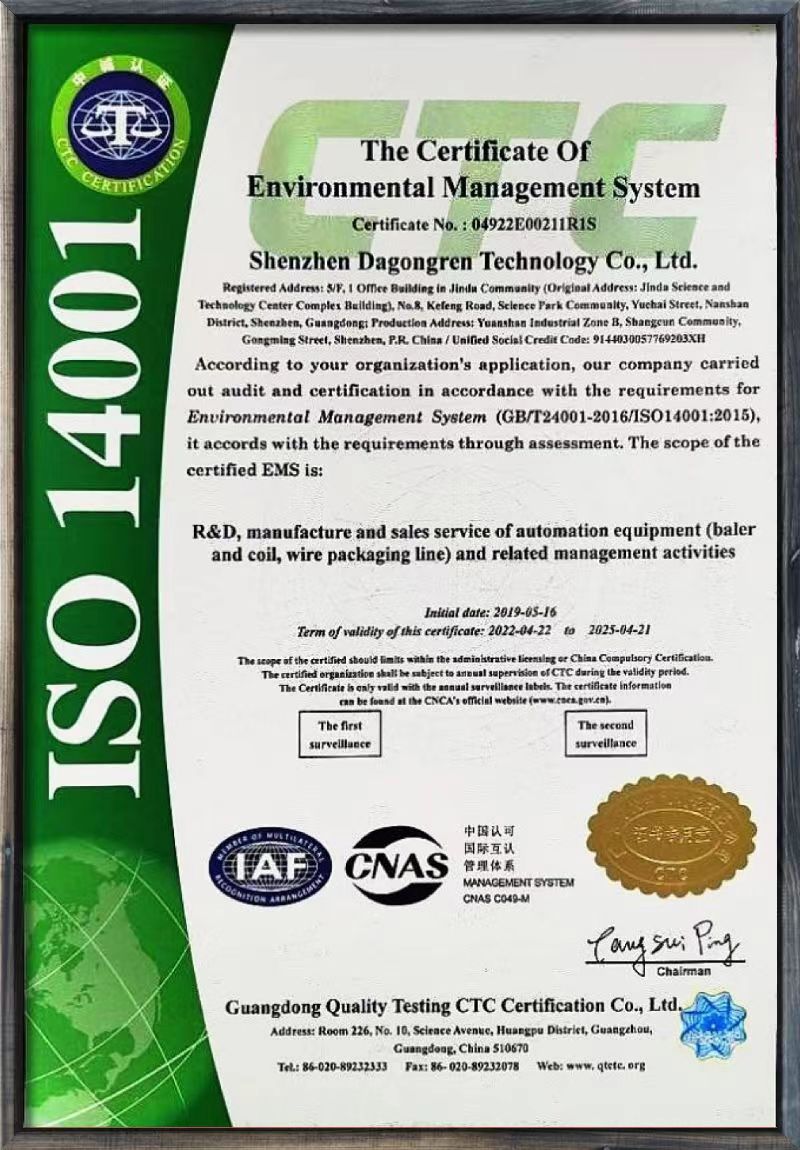 中鉴认证
CTC CERTIFICATION
ISO 14001
CTC
The Certificate Of
Environmental Management System
Certificate No. : 04922E00211R1S
Shenzhen Dagongren Technology Co., Ltd.
Registered Address: 5/F, 1 Office Building in Jindu Community (Original Address: Jinda Science and
Technology Center Complex Building), No.8, Kefeng Road, Science Park Community, Yuehai Street, Nanshan
District, Shenzhen, Guangdong; Production Address: Yuanshan Industrial Zone B, Shangcun Community,
Gongming Street, Shenzhen, P.R. China / Unified Social Credit Code: 9144030057769203XH
According to your organization's application, our company carried
out audit and certification in accordance with the requirements for
Environmental Management System (GB/T24001-2016/ISO14001:2015),
it accords with the requirements through assessment. The scope of the
certified EMS is:
R&D, manufacture and sales service of automation equipment (baler
and coil, wire packaging line) and related management activities
Initial date: 2019-05-16
Term of validity of this certificate: 2022-04-22 to 2025-04-21
The scope of the certified should limits within the administrative licensing or China Compulsory Certification.
The certified organization shall be subject to annual supervision of CTC during the validity period.
The Certificate is only valid with the annual surveillance labels. The certificate information
can be found at the CNCA's official website (www.cnca.gov.cn).
The first
surveillance
The second
surveillance
MEMBER OF MULTILATERAL
IAF
RECOGNITION ARRANGEMENT
CNAS
中国认可
国际互认
管理体系
MANAGEMENT SYSTEM
CNAS C049-M
证书专用章
CTC
Chairman
Guangdong Quality Testing CTC Certification Co., Ltd.
Address: Room 226, No. 10, Science Avenue, Huangpu District, Guangzhou,
Guangdong, China 510670
Tel.: 86-020-89232333 Fax: 86- 020-89232078 Web: www. qtctc. org